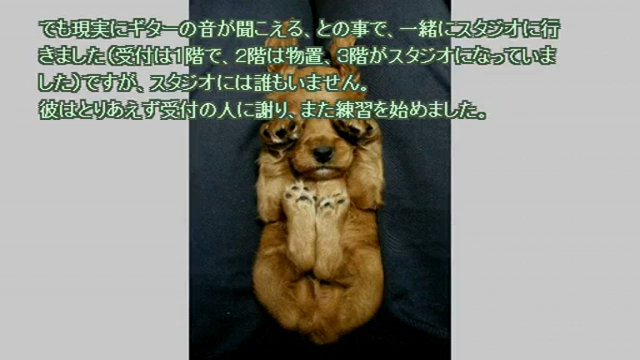 でも現実にギターの音が聞こえる、との事で、一緒にスタジオに行
きました（受付は1階で、2階は物置、3階がスタジオになっていま
した）ですが、スタジオには誰もいません。
彼はとりあえず受付の人に謝り、また練習を始めました。